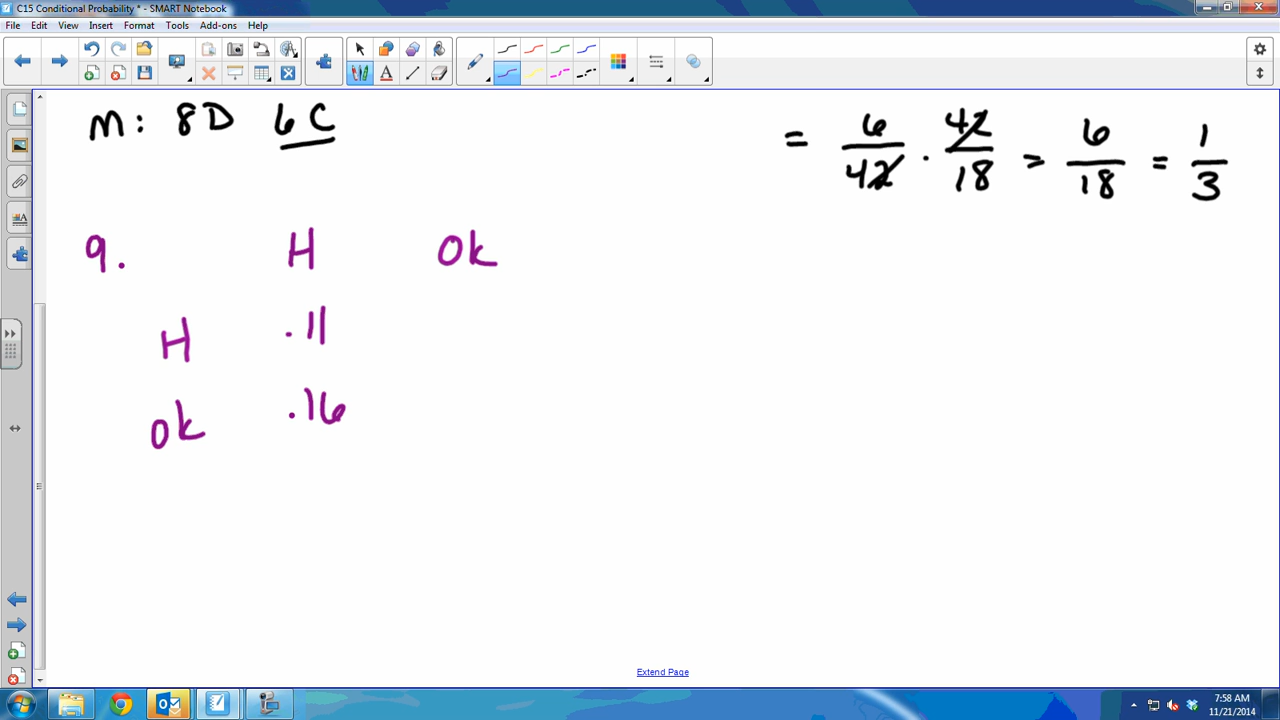 C15 Conditional Probability * - SMART Notebook
File Edit View Insert Format Tools Add-ons Help
m: 8D 6C
= 6/42 · 42/18 = 6/18 = 1/3
9. H Ok
H .11
Ok .16
Extend Page
7:58 AM
11/21/2014